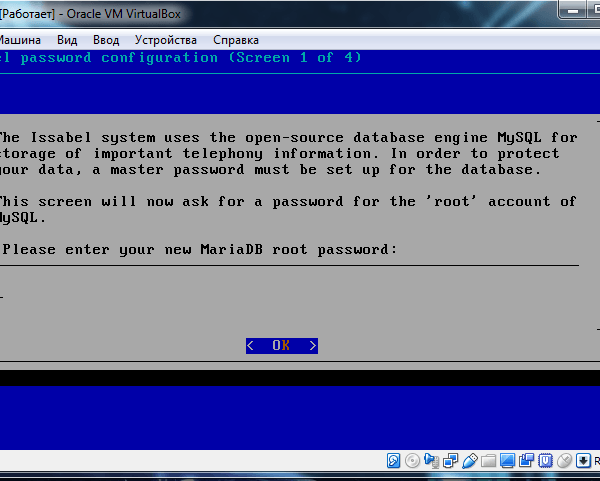 [Работает] - Oracle VM VirtualBox
Машина Вид Ввод Устройства Справка
el password configuration (Screen 1 of 4)
The Issabel system uses the open-source database engine MySQL for
storage of important telephony information. In order to protect
your data, a master password must be set up for the database.
This screen will now ask for a password for the 'root' account of
MySQL.
Please enter your new MariaDB root password:
< OK >
R